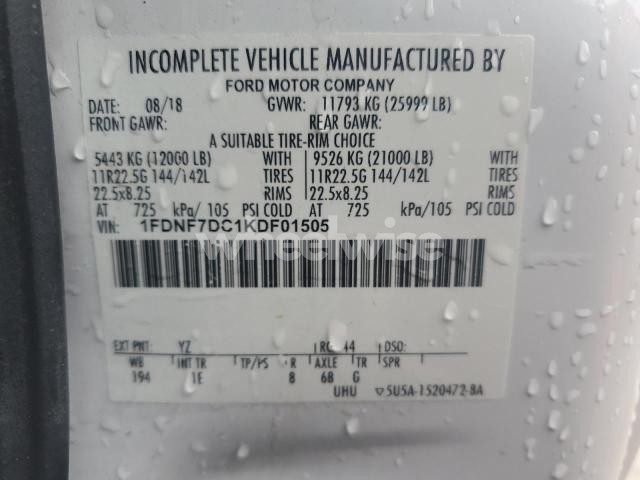 INCOMPLETE VEHICLE MANUFACTURED BY
FORD MOTOR COMPANY
DATE: 08/18 GVWR: 11793 KG (25999 LB)
FRONT GAWR: REAR GAWR:
A SUITABLE TIRE-RIM CHOICE
5443 KG (12000 LB) WITH 9526 KG (21000 LB) WITH
11R22.5G 144/142L TIRES 11R22.5G 144/142L TIRES
22.5x8.25 RIMS 22.5x8.25 RIMS
AT 725 kPa/ 105 PSI COLD AT 725 kPa/105 PSI COLD
VIN: 1FDNF7DC1KDF01505
wheelwise
EXT PNT: YZ RC: 44 DSO:
WB INT TR TP/PS R AXLE TR SPR
194 1E 8 68 G
UHU 5U5A-1520472-BA